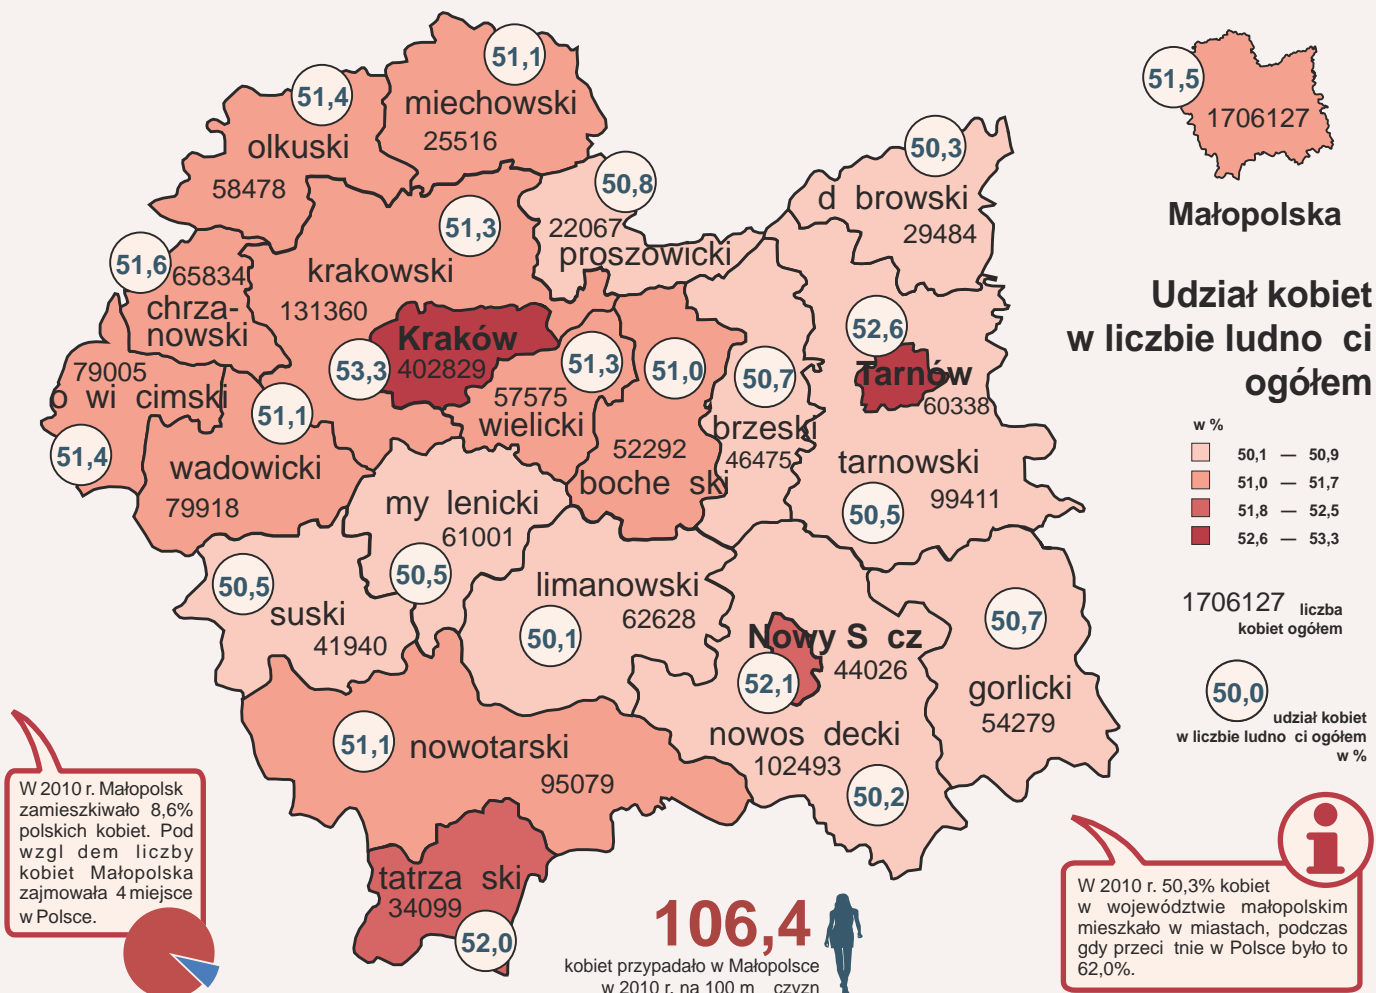 51,1
miechowski
25516
51,4
olkuski
58478
50,8
22067
proszowicki
50,3
d browski
29484
51,5
1706127
Małopolska
51,3
krakowski
131360
51,6
65834
chrza-
nowski
Kraków
402829
53,3
79005
o wi cimski
51,4
51,1
wadowicki
79918
51,3
57575
wielicki
51,0
52292
boche ski
50,7
brzeski
46475
52,6
Tarnów
60338
tarnowski
99411
50,5
Udział kobiet
w liczbie ludno ci
ogółem
w %
50,1 — 50,9
51,0 — 51,7
51,8 — 52,5
52,6 — 53,3
1706127 liczba
kobiet ogółem
50,0
udział kobiet
w liczbie ludno ci ogółem
w %
my lenicki
61001
50,5
50,5
suski
41940
limanowski
62628
50,1
Nowy S cz
44026
52,1
nowos decki
102493
50,2
50,7
gorlicki
54279
51,1
nowotarski
95079
tatrza ski
34099
52,0
W 2010 r. Małopolsk
zamieszkiwało 8,6%
polskich kobiet. Pod
wzgl dem liczby
kobiet Małopolska
zajmowała 4 miejsce
w Polsce.
106,4
kobiet przypadało w Małopolsce
w 2010 r. na 100 m czyzn
i
W 2010 r. 50,3% kobiet
w województwie małopolskim
mieszkało w miastach, podczas
gdy przeci tnie w Polsce było to
62,0%.